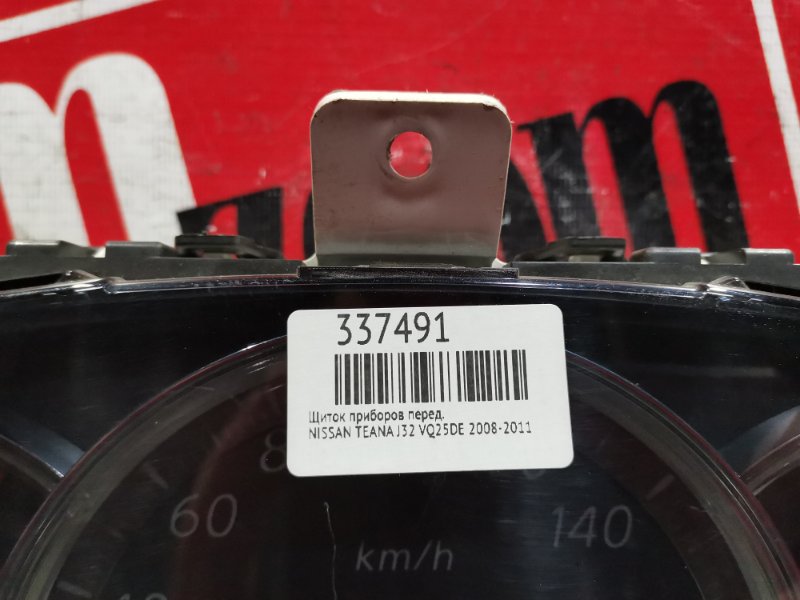 337491
Щиток приборов перед.
NISSAN TEANA J32 VQ25DE 2008-2011
60
140
km/h